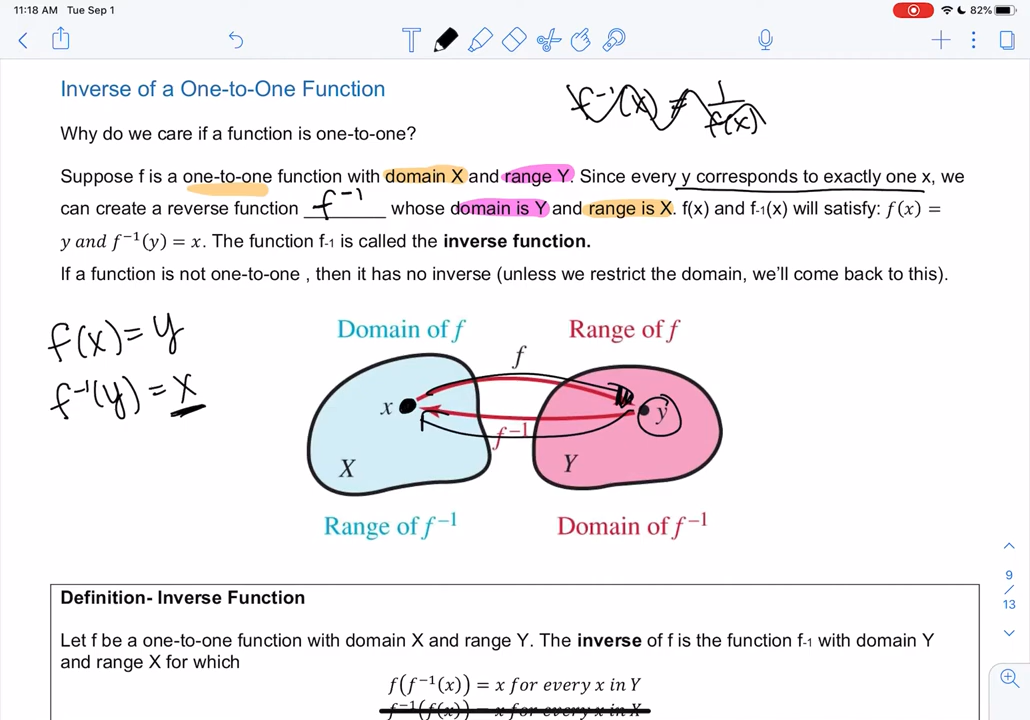 11:18 AM Tue Sep 1
82%
Inverse of a One-to-One Function
f⁻¹(x) ≠ 1/f(x)
Why do we care if a function is one-to-one?
Suppose f is a one-to-one function with domain X and range Y. Since every y corresponds to exactly one x, we
can create a reverse function f⁻¹ whose domain is Y and range is X. f(x) and f-1(x) will satisfy: f(x) =
y and f⁻¹(y) = x. The function f-1 is called the inverse function.
If a function is not one-to-one , then it has no inverse (unless we restrict the domain, we'll come back to this).
f(x) = y
f⁻¹(y) = x
Domain of f
Range of f
f
x
y
f⁻¹
X
Y
Range of f⁻¹
Domain of f⁻¹
9
/
13
Definition- Inverse Function
Let f be a one-to-one function with domain X and range Y. The inverse of f is the function f-1 with domain Y
and range X for which
f(f⁻¹(x)) = x for every x in Y
f⁻¹(f(x)) = x for every x in X